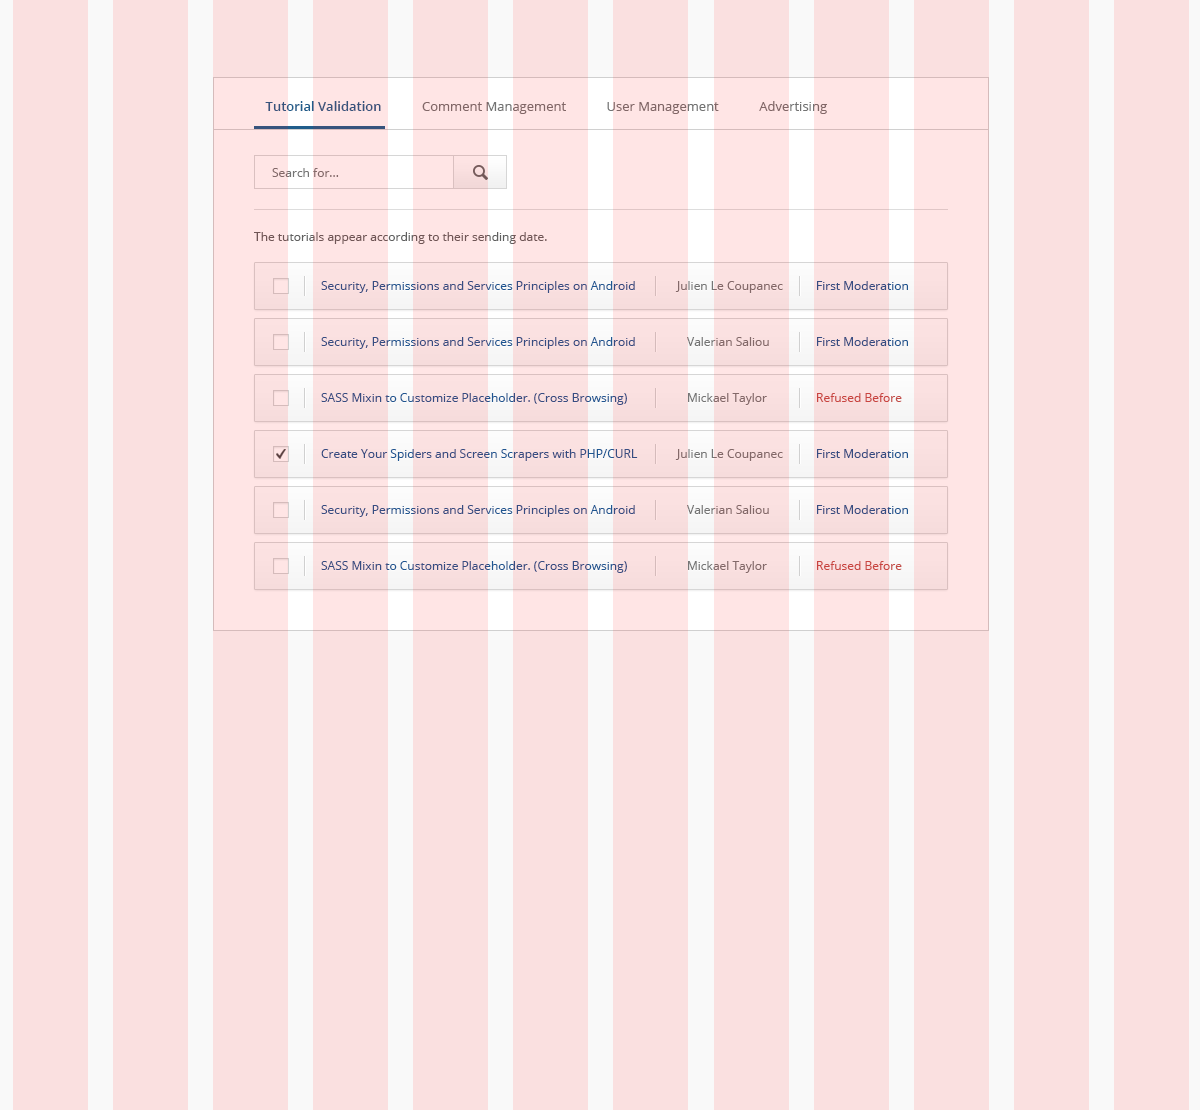 Tutorial Validation Comment Management User Management Advertising
Search for...
The tutorials appear according to their sending date.
Security, Permissions and Services Principles on Android Julien Le Coupanec First Moderation
Security, Permissions and Services Principles on Android Valerian Saliou First Moderation
SASS Mixin to Customize Placeholder. (Cross Browsing) Mickael Taylor Refused Before
Create Your Spiders and Screen Scrapers with PHP/CURL Julien Le Coupanec First Moderation
Security, Permissions and Services Principles on Android Valerian Saliou First Moderation
SASS Mixin to Customize Placeholder. (Cross Browsing) Mickael Taylor Refused Before